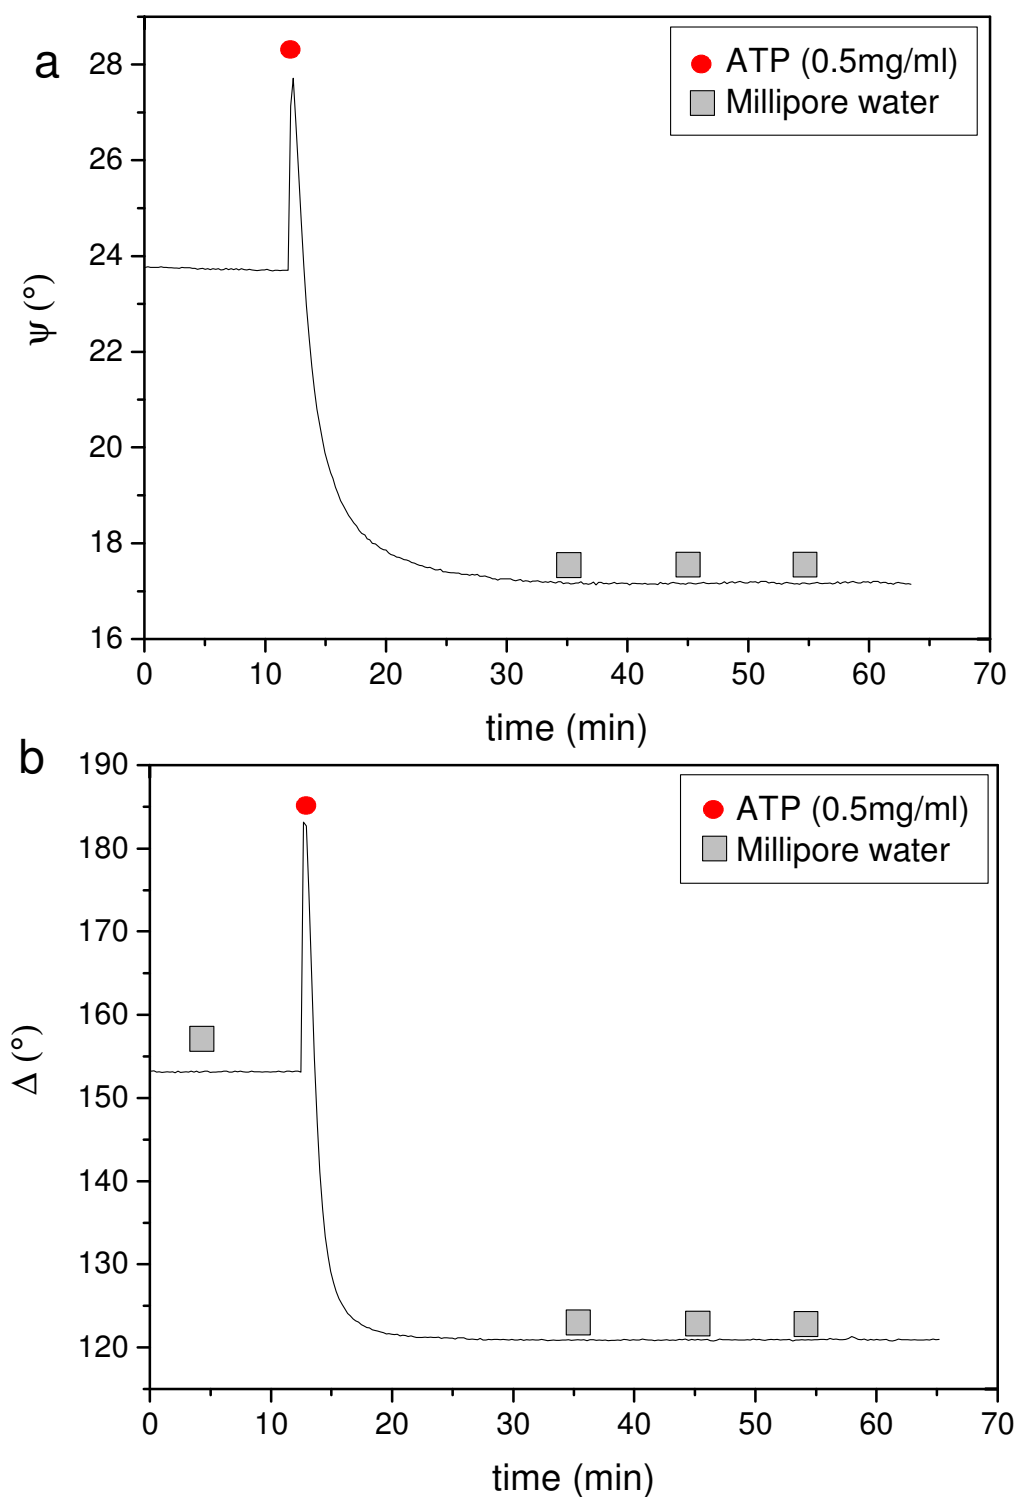 a
ATP (0.5mg/ml)
Millipore water
28
26
24
22
20
18
16
ψ (°)
0 10 20 30 40 50 60 70
time (min)
b
ATP (0.5mg/ml)
Millipore water
190
180
170
160
150
140
130
120
Δ (°)
0 10 20 30 40 50 60 70
time (min)